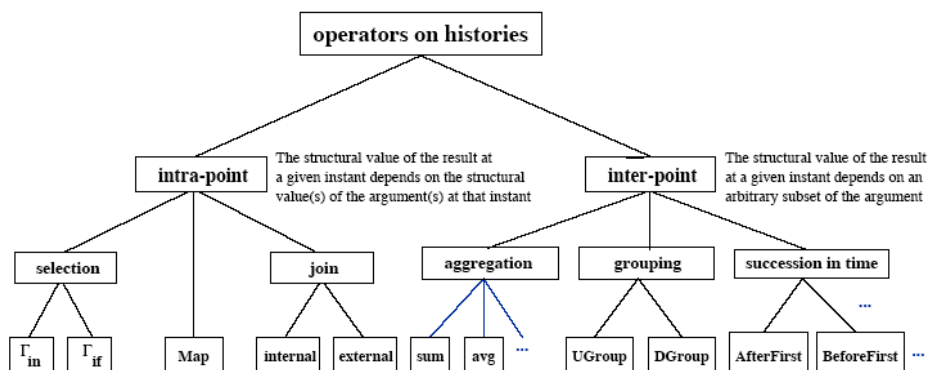 operators on histories
intra-point
The structural value of the result at
a given instant depends on the structural
value(s) of the argument(s) at that instant
inter-point
The structural value of the result
at a given instant depends on an
arbitrary subset of the argument
selection
join
aggregation
grouping
succession in time
...
Γin
Γif
Map
internal
external
sum
avg
...
UGroup
DGroup
AfterFirst
BeforeFirst
...